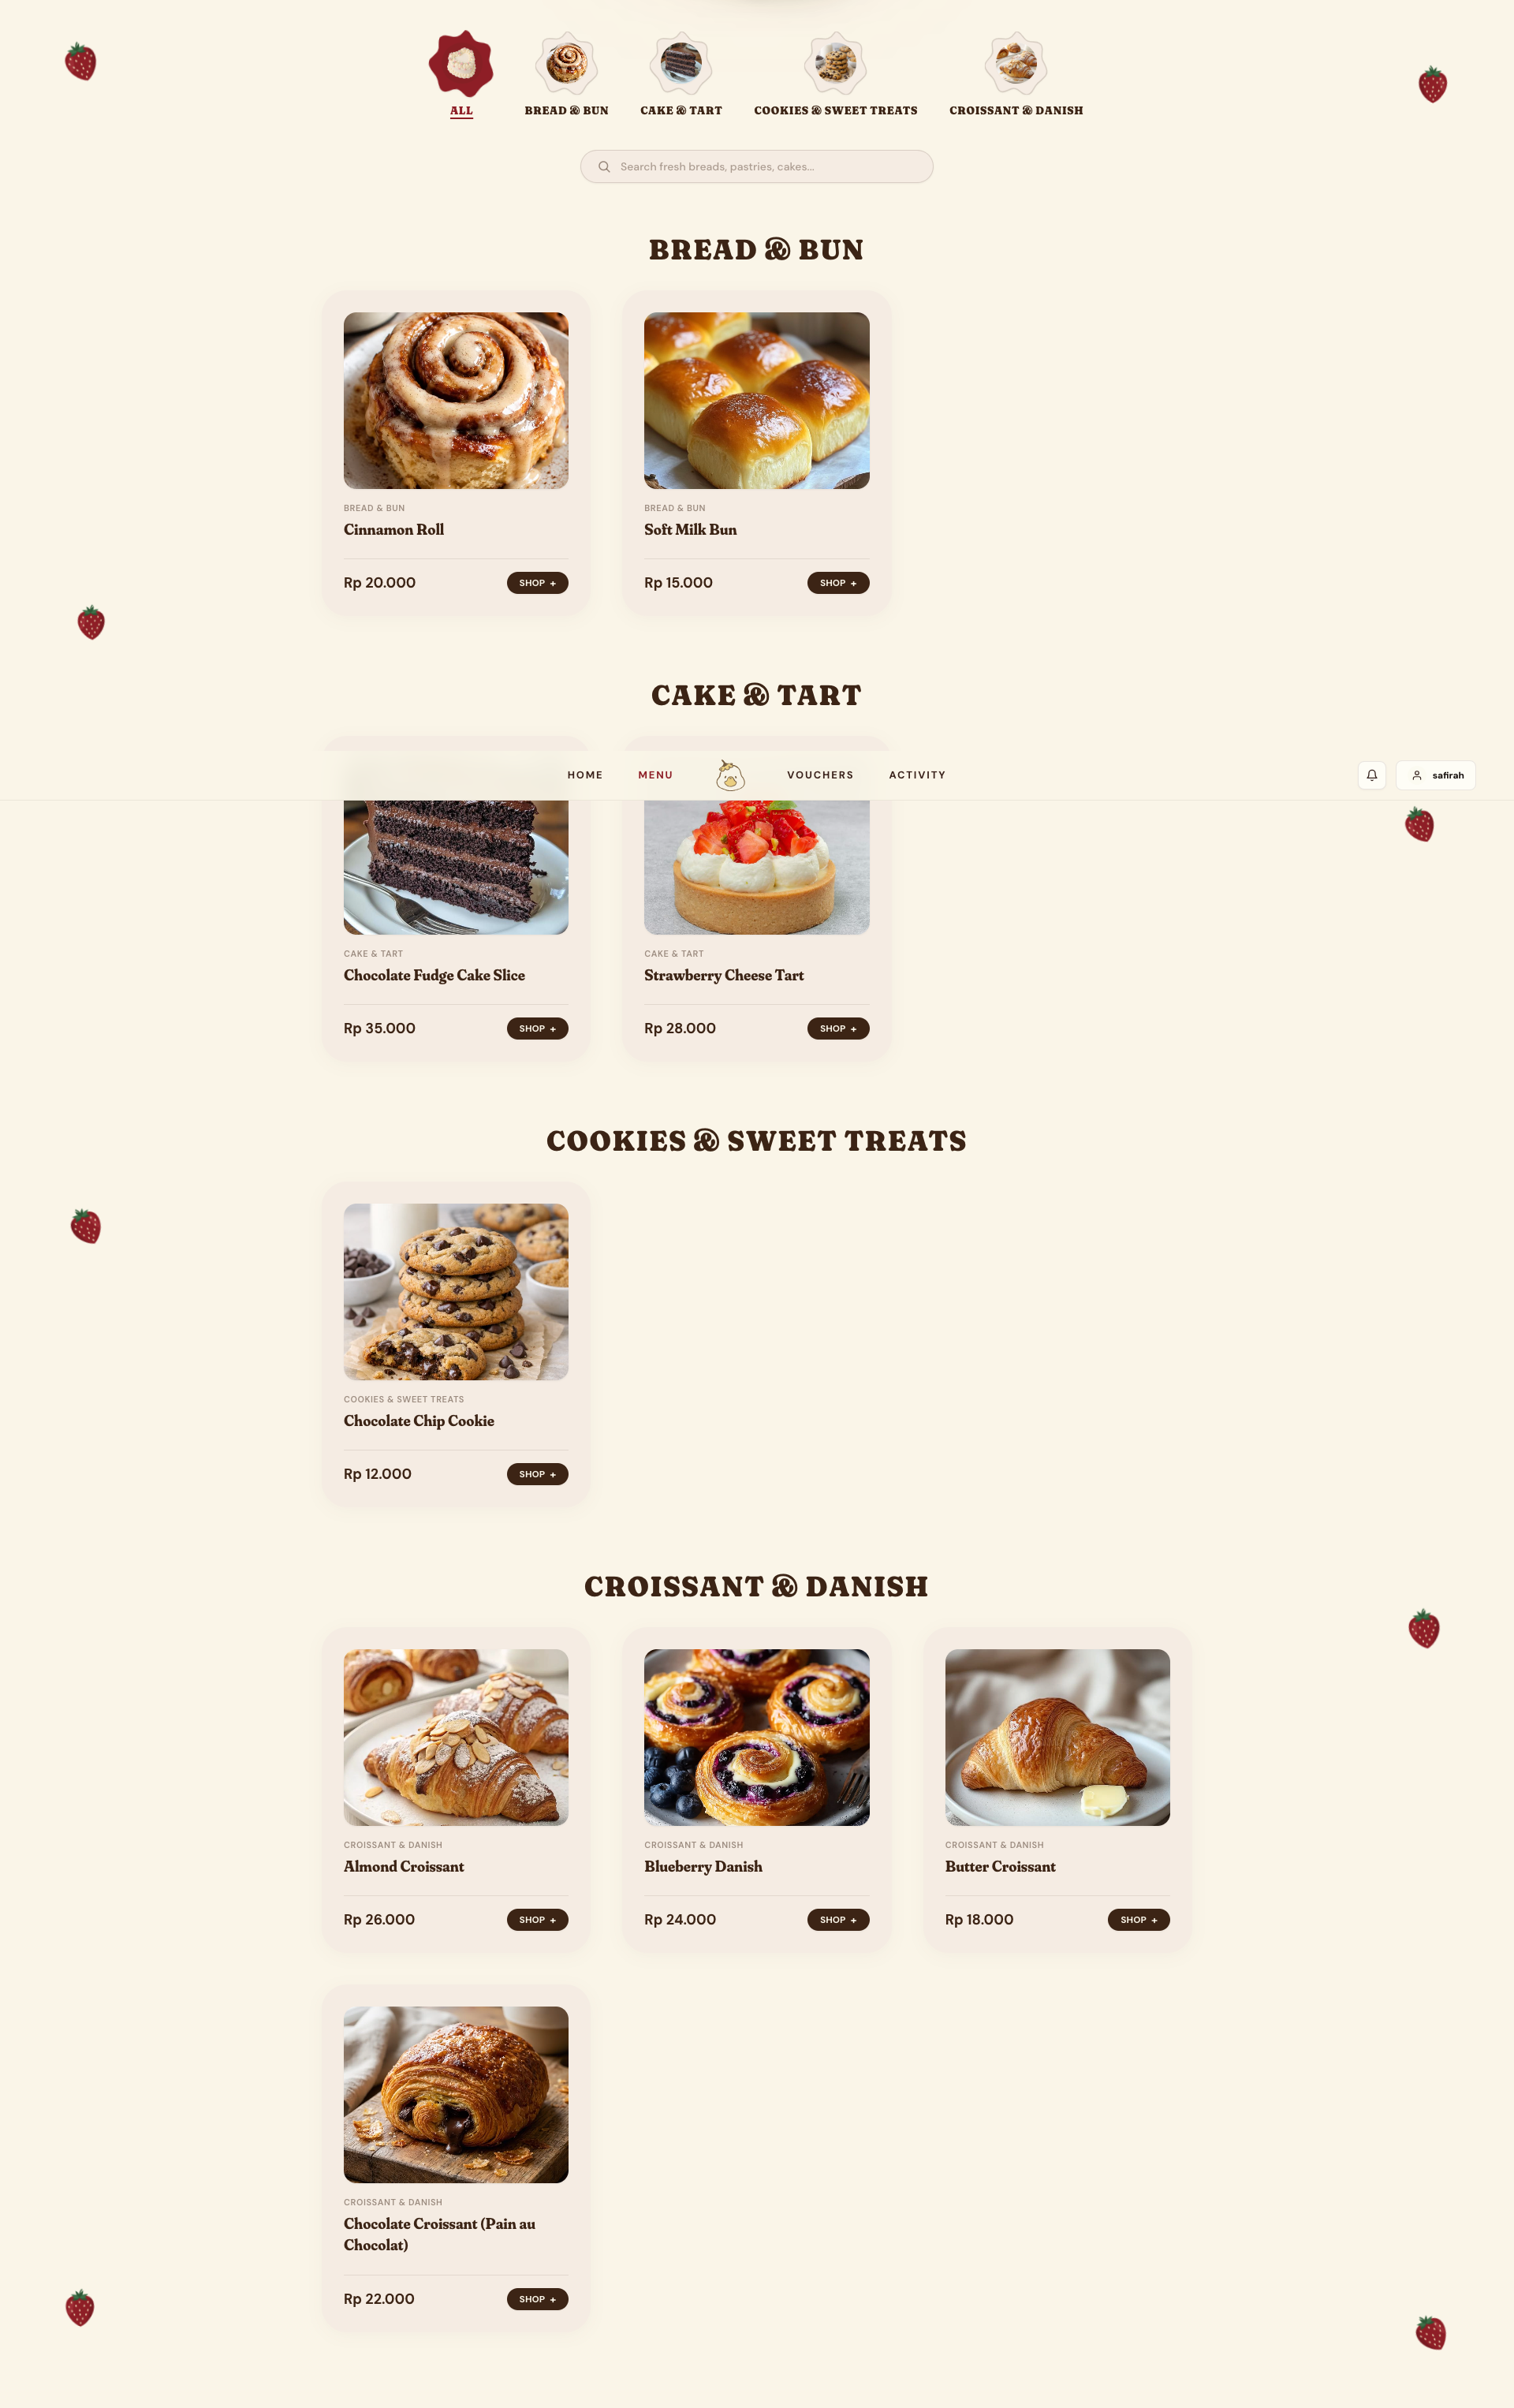 ALL
BREAD & BUN
CAKE & TART
COOKIES & SWEET TREATS
CROISSANT & DANISH
Search fresh breads, pastries, cakes...
BREAD & BUN
BREAD & BUN
Cinnamon Roll
Rp 20.000
SHOP +
BREAD & BUN
Soft Milk Bun
Rp 15.000
SHOP +
CAKE & TART
HOME
MENU
VOUCHERS
ACTIVITY
safirah
CAKE & TART
Chocolate Fudge Cake Slice
Rp 35.000
SHOP +
CAKE & TART
Strawberry Cheese Tart
Rp 28.000
SHOP +
COOKIES & SWEET TREATS
COOKIES & SWEET TREATS
Chocolate Chip Cookie
Rp 12.000
SHOP +
CROISSANT & DANISH
CROISSANT & DANISH
Almond Croissant
Rp 26.000
SHOP +
CROISSANT & DANISH
Blueberry Danish
Rp 24.000
SHOP +
CROISSANT & DANISH
Butter Croissant
Rp 18.000
SHOP +
CROISSANT & DANISH
Chocolate Croissant (Pain au
Chocolat)
Rp 22.000
SHOP +